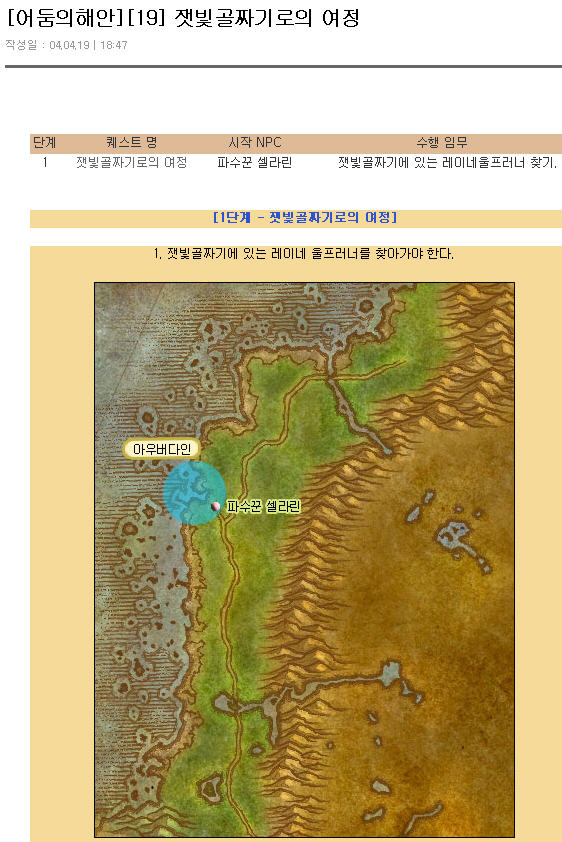 [어둠의해안][19] 잿빛골짜기로의 여정
작성일 : 04.04.19 | 18:47
단계 퀘스트 명 시작 NPC 수행 임무
1 잿빛골짜기로의 여정 파수꾼 셀라린 잿빛골짜기에 있는 레이네울프러너 찾기.
[1단계 - 잿빛골짜기로의 여정]
1. 잿빛골짜기에 있는 레이네 울프러너를 찾아가야 한다.
아우버다인
파수꾼 셀라린